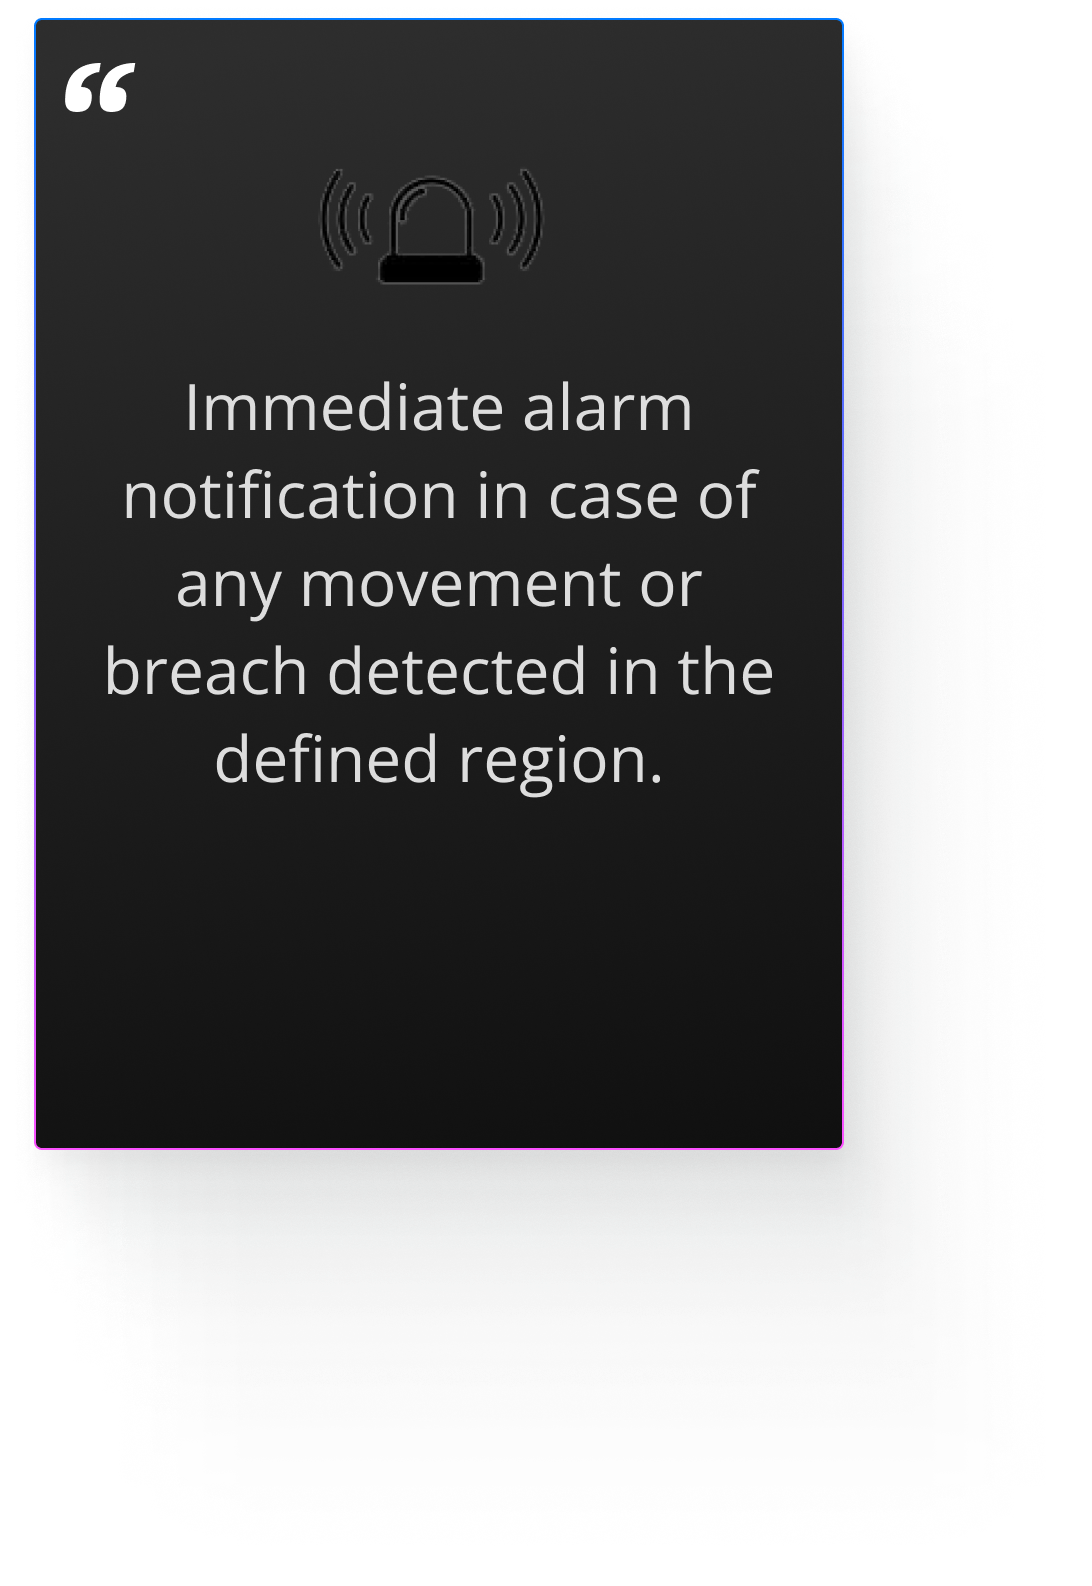 “
Immediate alarm
notification in case of
any movement or
breach detected in the
defined region.